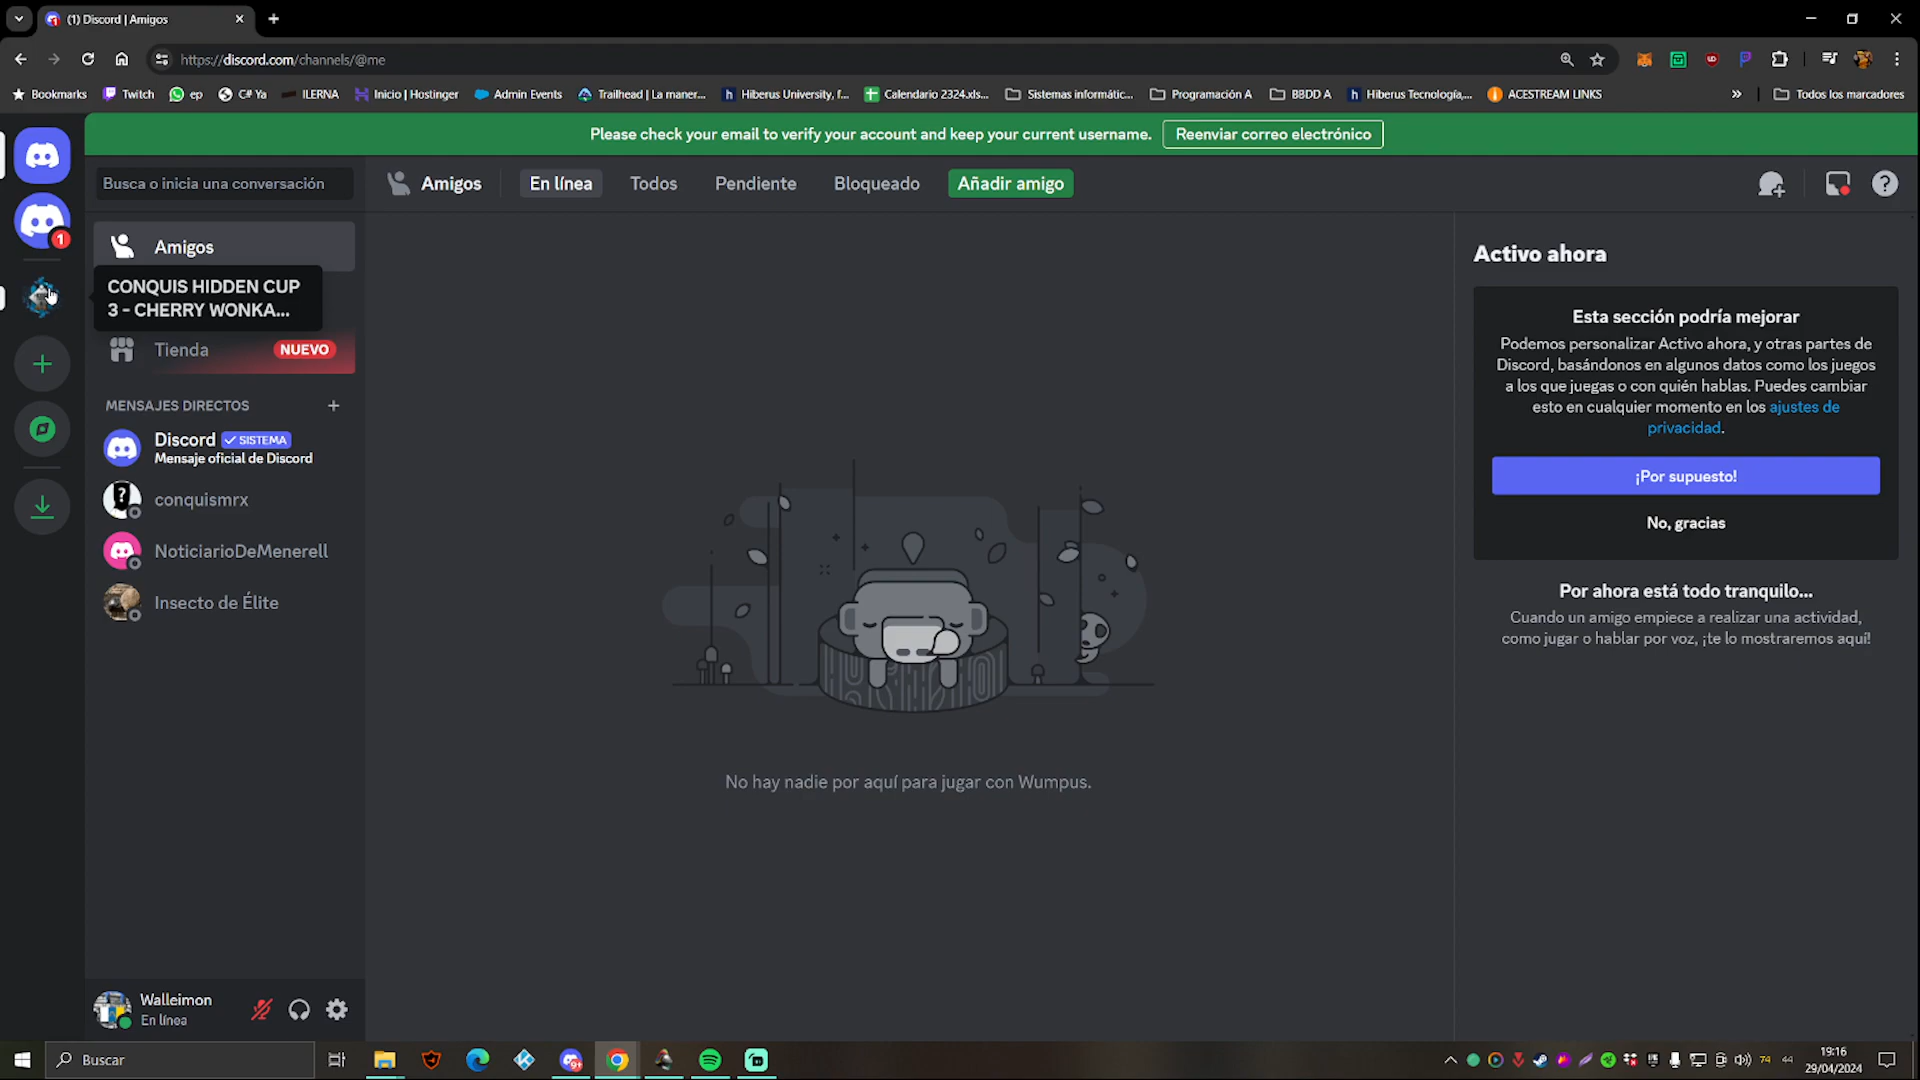 (1) Discord | Amigos
https://discord.com/channels/@me
Bookmarks
Twitch
ep
C# Ya
ILERNA
Inicio | Hostinger
Admin Events
Trailhead | La maner...
Hiberus University, f...
Calendario 2324.xls...
Sistemas informátic...
Programación A
BBDD A
Hiberus Tecnología,...
ACESTREAM LINKS
»
Todos los marcadores
Please check your email to verify your account and keep your current username.
Reenviar correo electrónico
Busca o inicia una conversación
Amigos
En línea
Todos
Pendiente
Bloqueado
Añadir amigo
1
Amigos
CONQUIS HIDDEN CUP
3 - CHERRY WONKA...
Tienda
NUEVO
MENSAJES DIRECTOS
Discord
SISTEMA
Mensaje oficial de Discord
conquismrx
NoticiarioDeMenerell
Insecto de Élite
No hay nadie por aquí para jugar con Wumpus.
Activo ahora
Esta sección podría mejorar
Podemos personalizar Activo ahora, y otras partes de
Discord, basándonos en algunos datos como los juegos
a los que juegas o con quién hablas. Puedes cambiar
esto en cualquier momento en los ajustes de
privacidad.
¡Por supuesto!
No, gracias
Por ahora está todo tranquilo...
Cuando un amigo empiece a realizar una actividad,
como jugar o hablar por voz, ¡te lo mostraremos aquí!
Walleimon
En línea
Buscar
74
44
19:16
29/04/2024